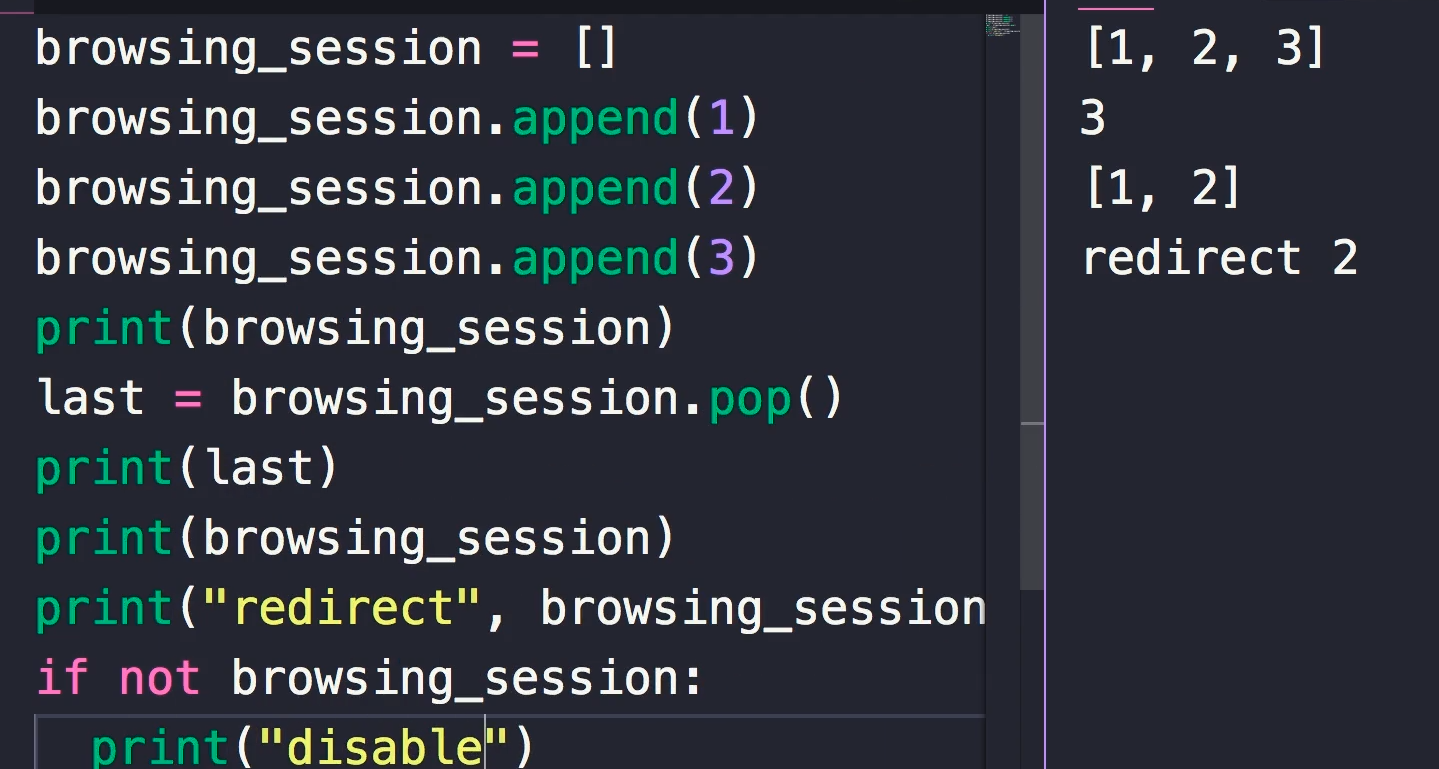 browsing_session = []
browsing_session.append(1)
browsing_session.append(2)
browsing_session.append(3)
print(browsing_session)
last = browsing_session.pop()
print(last)
print(browsing_session)
print("redirect", browsing_session
if not browsing_session:
  print("disable")
[1, 2, 3]
3
[1, 2]
redirect 2